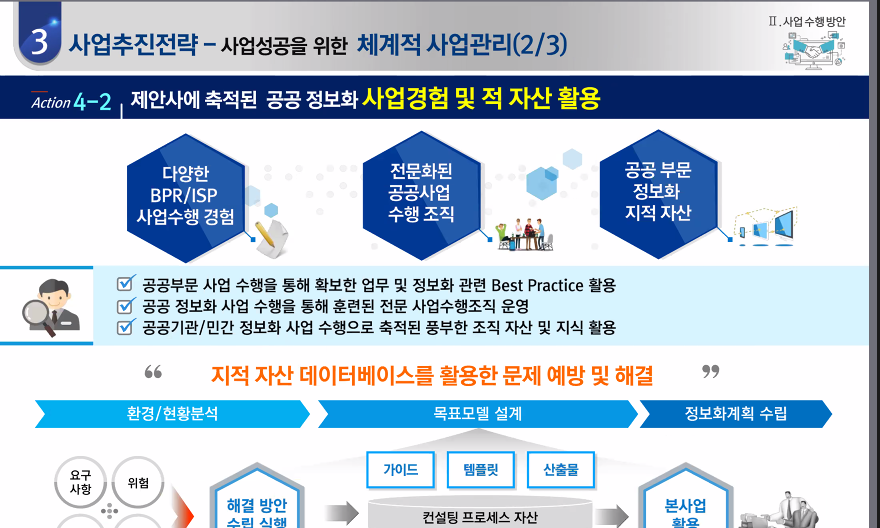 Ⅱ.사업 수행 방안
3 사업추진전략 – 사업성공을 위한 체계적 사업관리(2/3)
Action 4-2 제안사에 축적된 공공 정보화 사업경험 및 적 자산 활용
다양한
BPR/ISP
사업수행 경험
전문화된
공공사업
수행 조직
공공 부문
정보화
지적 자산
공공부문 사업 수행을 통해 확보한 업무 및 정보화 관련 Best Practice 활용
공공 정보화 사업 수행을 통해 훈련된 전문 사업수행조직 운영
공공기관/민간 정보화 사업 수행으로 축적된 풍부한 조직 자산 및 지식 활용
“ 지적 자산 데이터베이스를 활용한 문제 예방 및 해결 ”
환경/현황분석
목표모델 설계
정보화계획 수립
요구
사항
위험
해결 방안
수립 실행
가이드
템플릿
산출물
컨설팅 프로세스 자산
본사업
활용